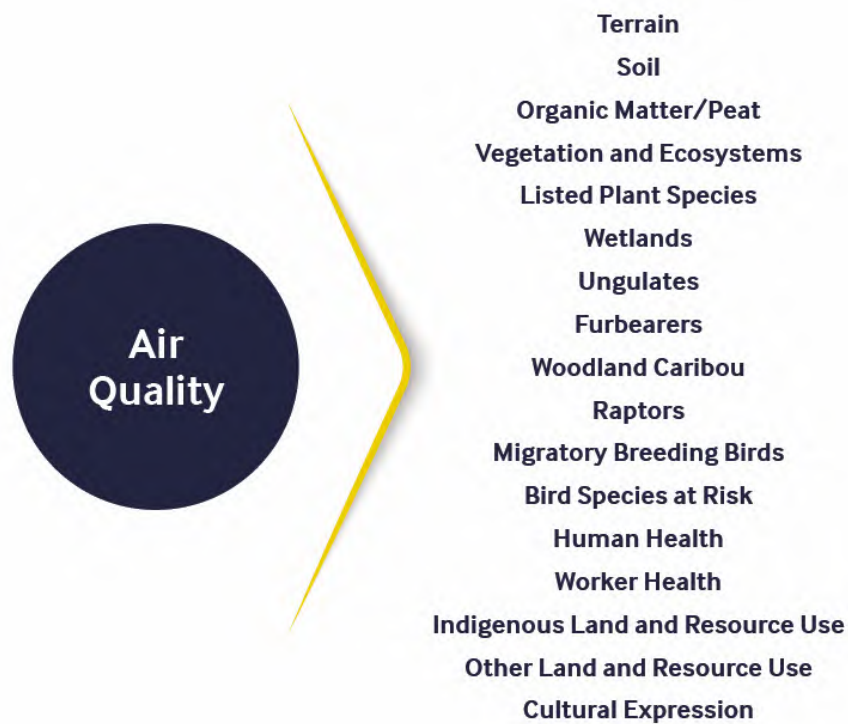 Air
Quality
Terrain
Soil
Organic Matter/Peat
Vegetation and Ecosystems
Listed Plant Species
Wetlands
Ungulates
Furbearers
Woodland Caribou
Raptors
Migratory Breeding Birds
Bird Species at Risk
Human Health
Worker Health
Indigenous Land and Resource Use
Other Land and Resource Use
Cultural Expression